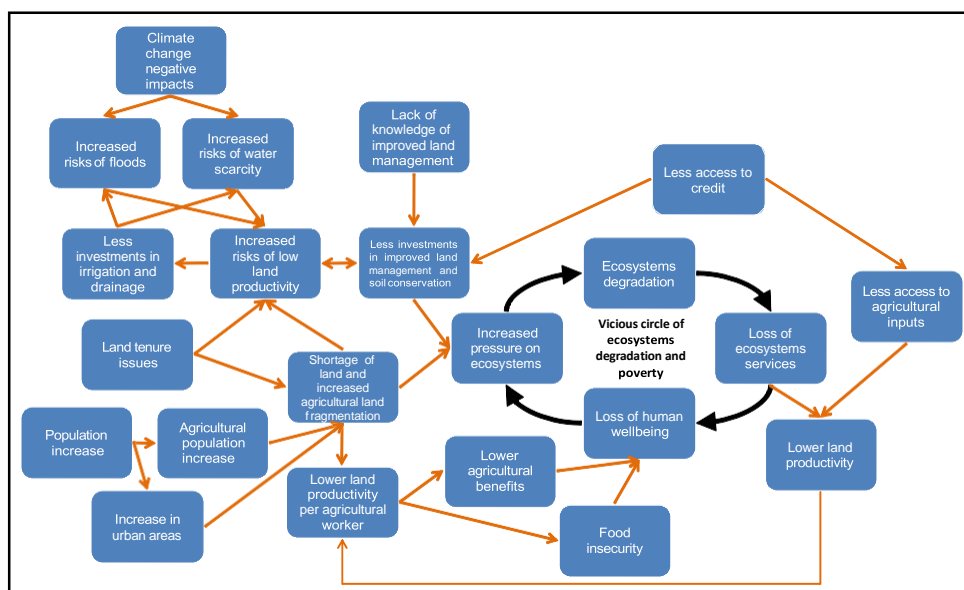 Climate
change
negative
impacts
Increased
risks of floods
Increased
risks of water
scarcity
Lack of
knowledge of
improved land
management
Less access to
credit
Less
investments in
irrigation and
drainage
Increased
risks of low
land
productivity
Less investments
in improved land
management and
soil conservation
Ecosystems
degradation
Less access to
agricultural
inputs
Land tenure
issues
Shortage of
land and
increased
agricultural land
fragmentation
Increased
pressure on
ecosystems
Vicious circle of
ecosystems
degradation and
poverty
Loss of
ecosystems
services
Loss of human
wellbeing
Population
increase
Agricultural
population
increase
Lower land
productivity
Increase in
urban areas
Lower land
productivity
per agricultural
worker
Lower
agricultural
benefits
Food
insecurity